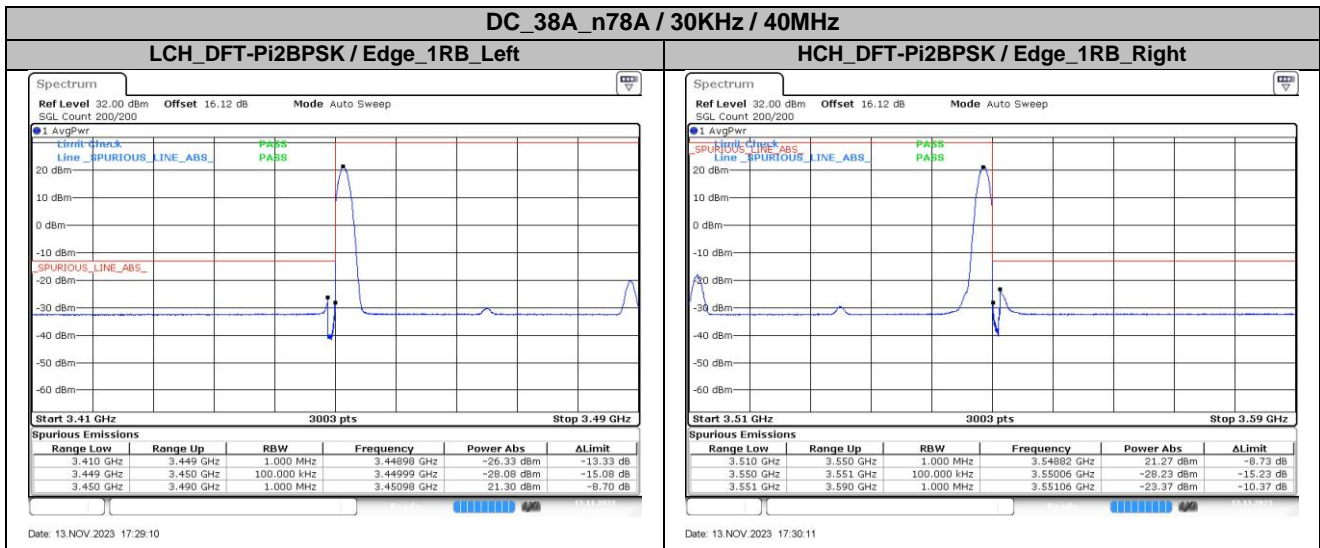 DC_38A_n78A / 30KHz / 40MHz
LCH_DFT-Pi2BPSK / Edge_1RB_Left
HCH_DFT-Pi2BPSK / Edge_1RB_Right
Spectrum
Ref Level 32.00 dBm Offset 16.12 dB Mode Auto Sweep
SGL Count 200/200
1 AvgPwr
Limit Check PASS
Line _SPURIOUS_LINE_ABS_ PASS
20 dBm
10 dBm
0 dBm
-10 dBm
_SPURIOUS_LINE_ABS_
-20 dBm
-30 dBm
-40 dBm
-50 dBm
-60 dBm
Start 3.41 GHz 3003 pts Stop 3.49 GHz
Spurious Emissions
Range Low Range Up RBW Frequency Power Abs ΔLimit
3.410 GHz 3.449 GHz 1.000 MHz 3.44898 GHz -26.33 dBm -13.33 dB
3.449 GHz 3.450 GHz 100.000 kHz 3.44999 GHz -28.08 dBm -15.08 dB
3.450 GHz 3.490 GHz 1.000 MHz 3.45098 GHz 21.30 dBm -8.70 dB
Date: 13.NOV.2023 17:29:10
Spectrum
Ref Level 32.00 dBm Offset 16.12 dB Mode Auto Sweep
SGL Count 200/200
1 AvgPwr
Limit Check PASS
_SPURIOUS_LINE_ABS_
Line _SPURIOUS_LINE_ABS_ PASS
20 dBm
10 dBm
0 dBm
-10 dBm
-20 dBm
-30 dBm
-40 dBm
-50 dBm
-60 dBm
Start 3.51 GHz 3003 pts Stop 3.59 GHz
Spurious Emissions
Range Low Range Up RBW Frequency Power Abs ΔLimit
3.510 GHz 3.550 GHz 1.000 MHz 3.54882 GHz 21.27 dBm -8.73 dB
3.550 GHz 3.551 GHz 100.000 kHz 3.55006 GHz -28.23 dBm -15.23 dB
3.551 GHz 3.590 GHz 1.000 MHz 3.55106 GHz -23.37 dBm -10.37 dB
Date: 13.NOV.2023 17:30:11